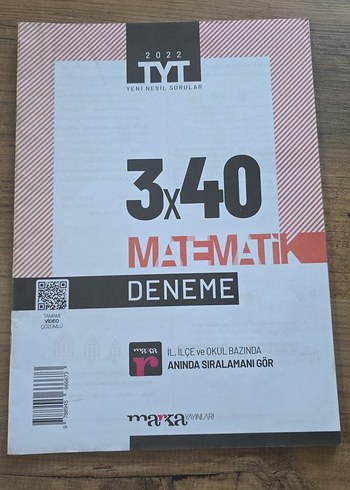 2022
TYT
YENİ NESİL SORULAR
3x40
MATEMATİK
DENEME
TAMAMI
VİDEO
ÇÖZÜMLÜ
İL, İLÇE ve OKUL BAZINDA
ANINDA SIRALAMANI GÖR
marka YAYINLARI